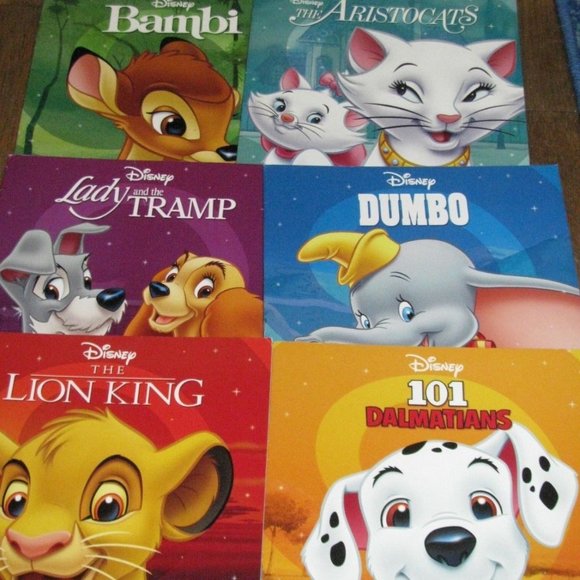 Disney
Bambi
Disney
THE ARISTOCATS
Disney
Lady and the
TRAMP
Disney
DUMBO
Disney
THE
LION KING
Disney
101
DALMATIANS